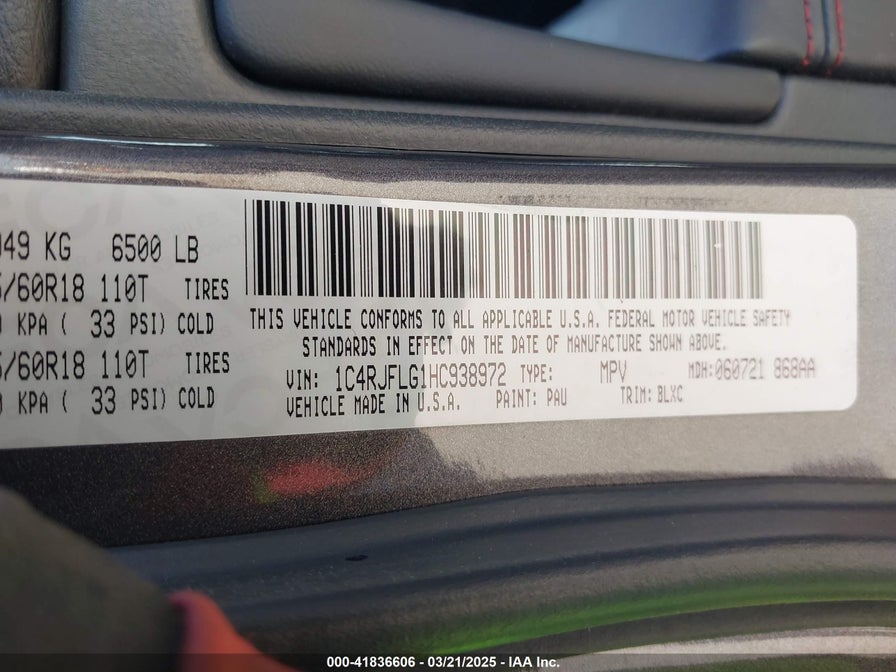 49 KG 6500 LB
/60R18 110T TIRES
KPA ( 33 PSI) COLD
/60R18 110T TIRES
KPA ( 33 PSI) COLD
THIS VEHICLE CONFORMS TO ALL APPLICABLE U.S.A. FEDERAL MOTOR VEHICLE SAFETY
STANDARDS IN EFFECT ON THE DATE OF MANUFACTURE SHOWN ABOVE.
VIN: 1C4RJFLG1HC938972 TYPE: MPV MDH:060721 868AA
VEHICLE MADE IN U.S.A. PAINT: PAU TRIM: BLXC
000-41836606 - 03/21/2025 - IAA Inc.